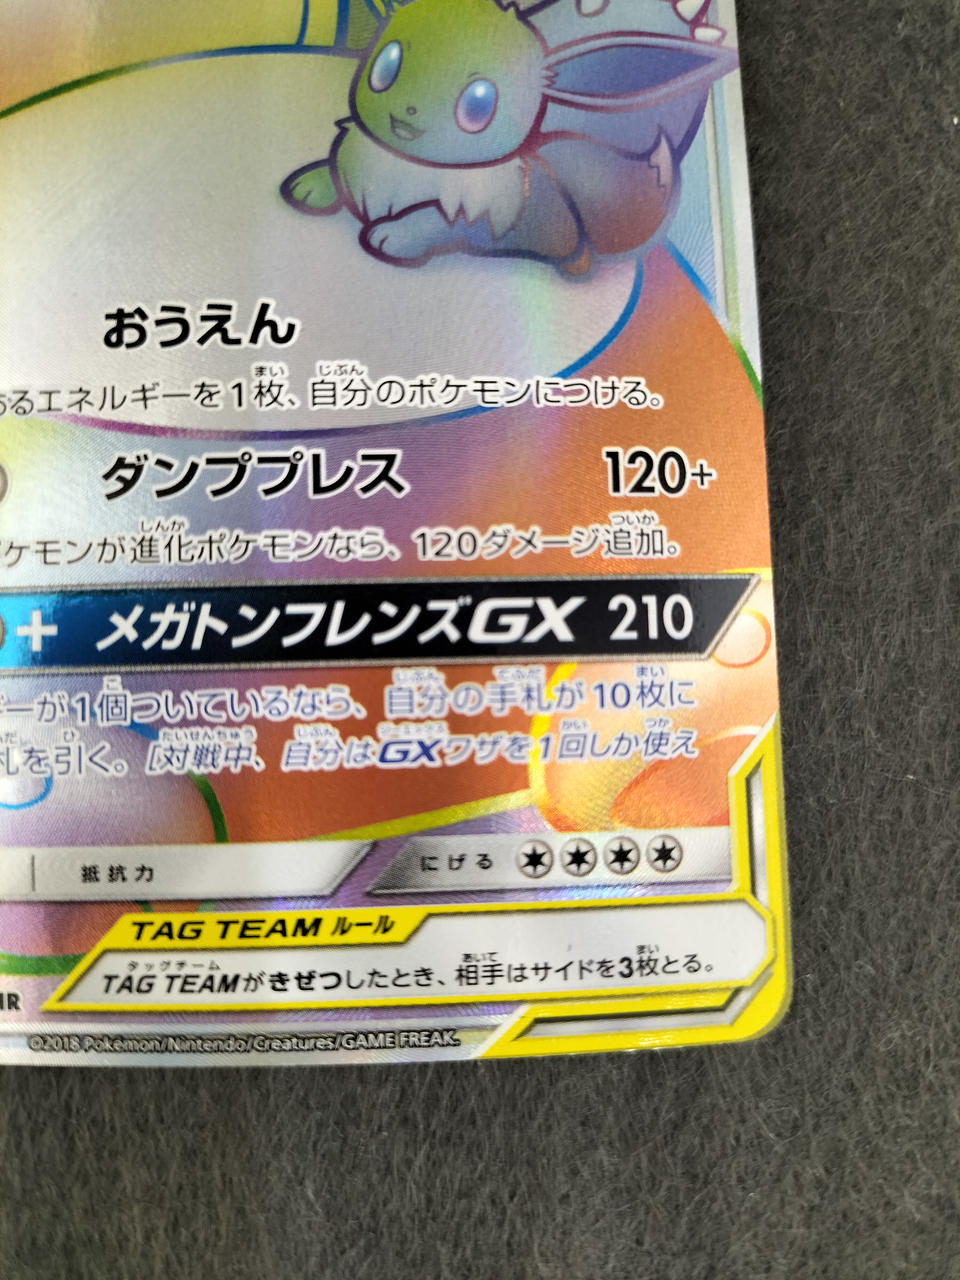 おうえん
あるエネルギーを1枚、自分のポケモンにつける。
ダンププレス 120+
ケモンが進化ポケモンなら、120ダメージ追加。
+ メガトンフレンズGX 210
ーが1個ついているなら、自分の手札が10枚に
札を引く。[対戦中、自分はGXワザを1回しか使え
抵抗力 にげる
TAG TEAM ルール
TAG TEAMがきぜつしたとき、相手はサイドを3枚とる。
©2018 Pokémon/Nintendo/Creatures/GAME FREAK.